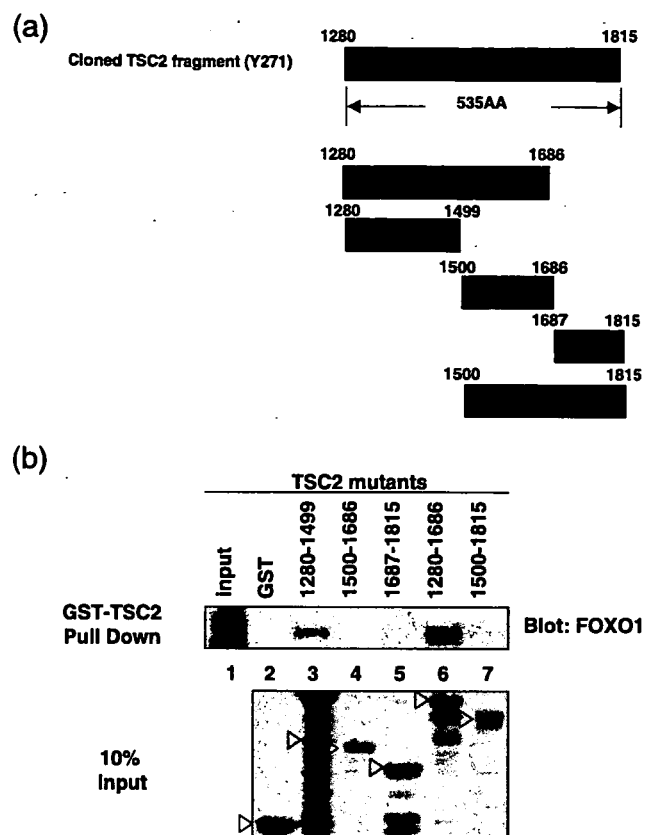 (a)
Cloned TSC2 fragment (Y271)
1280 1815
535AA
1280 1686
1280 1499
1500 1686
1687 1815
1500 1815
(b)
TSC2 mutants
input
GST
1280-1499
1500-1686
1687-1815
1280-1686
1500-1815
GST-TSC2
Pull Down
Blot: FOXO1
1 2 3 4 5 6 7
10%
Input